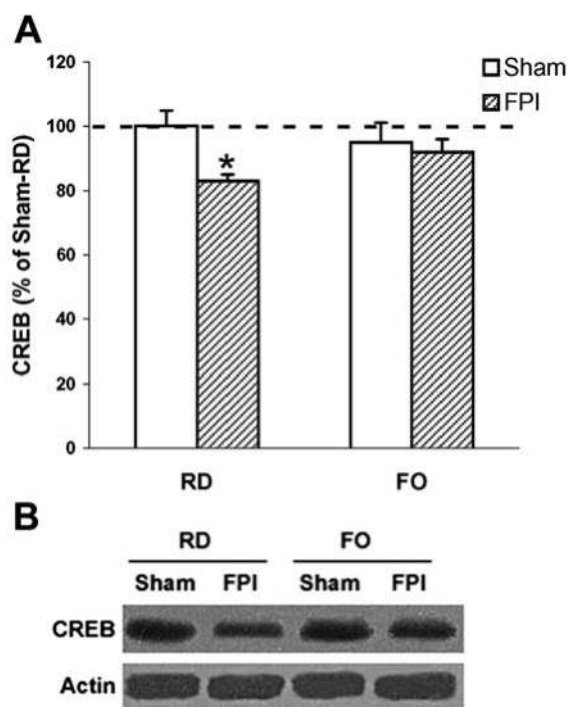 A
Sham
FPI
CREB (% of Sham-RD)
120
100
80
60
40
20
0
*
RD
FO
B
RD FO
Sham FPI Sham FPI
CREB
Actin